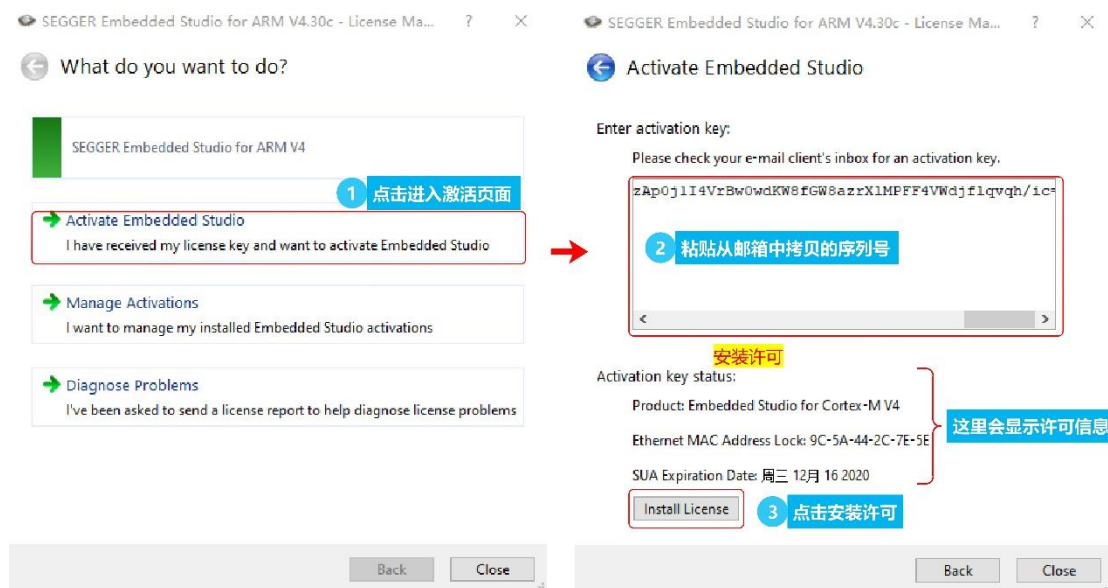 SEGGER Embedded Studio for ARM V4.30c - License Ma...
What do you want to do?
SEGGER Embedded Studio for ARM V4
1 点击进入激活页面
Activate Embedded Studio
I have received my license key and want to activate Embedded Studio
Manage Activations
I want to manage my installed Embedded Studio activations
Diagnose Problems
I've been asked to send a license report to help diagnose license problems
Back
Close
SEGGER Embedded Studio for ARM V4.30c - License Ma...
Activate Embedded Studio
Enter activation key:
Please check your e-mail client's inbox for an activation key.
2 粘贴从邮箱中拷贝的序列号
安装许可
Activation key status:
Product: Embedded Studio for Cortex-M V4
Ethernet MAC Address Lock: 9C-5A-44-2C-7E-5E
这里会显示许可信息
SUA Expiration Date: 周三 12月 16 2020
Install License
3 点击安装许可
Back
Close